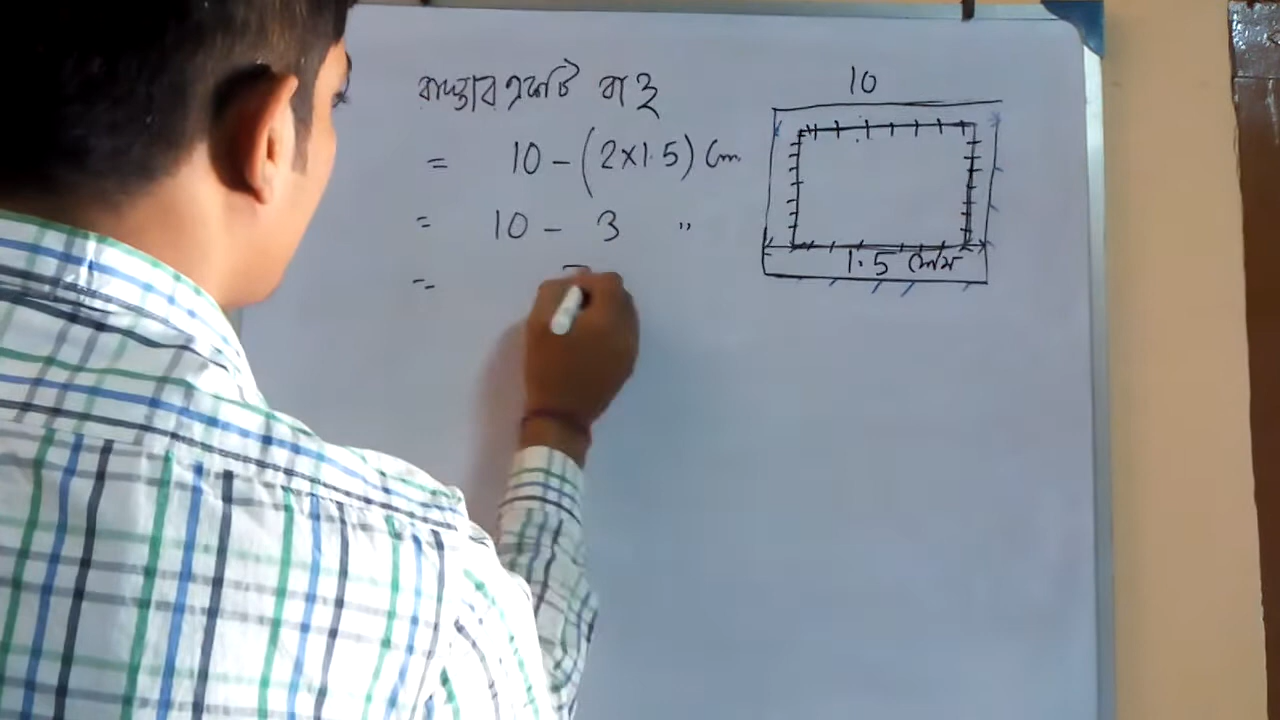 রাস্তার একটি বাহু
= 10 - (2×1.5) Cm
= 10 - 3 "
=
10
1.5